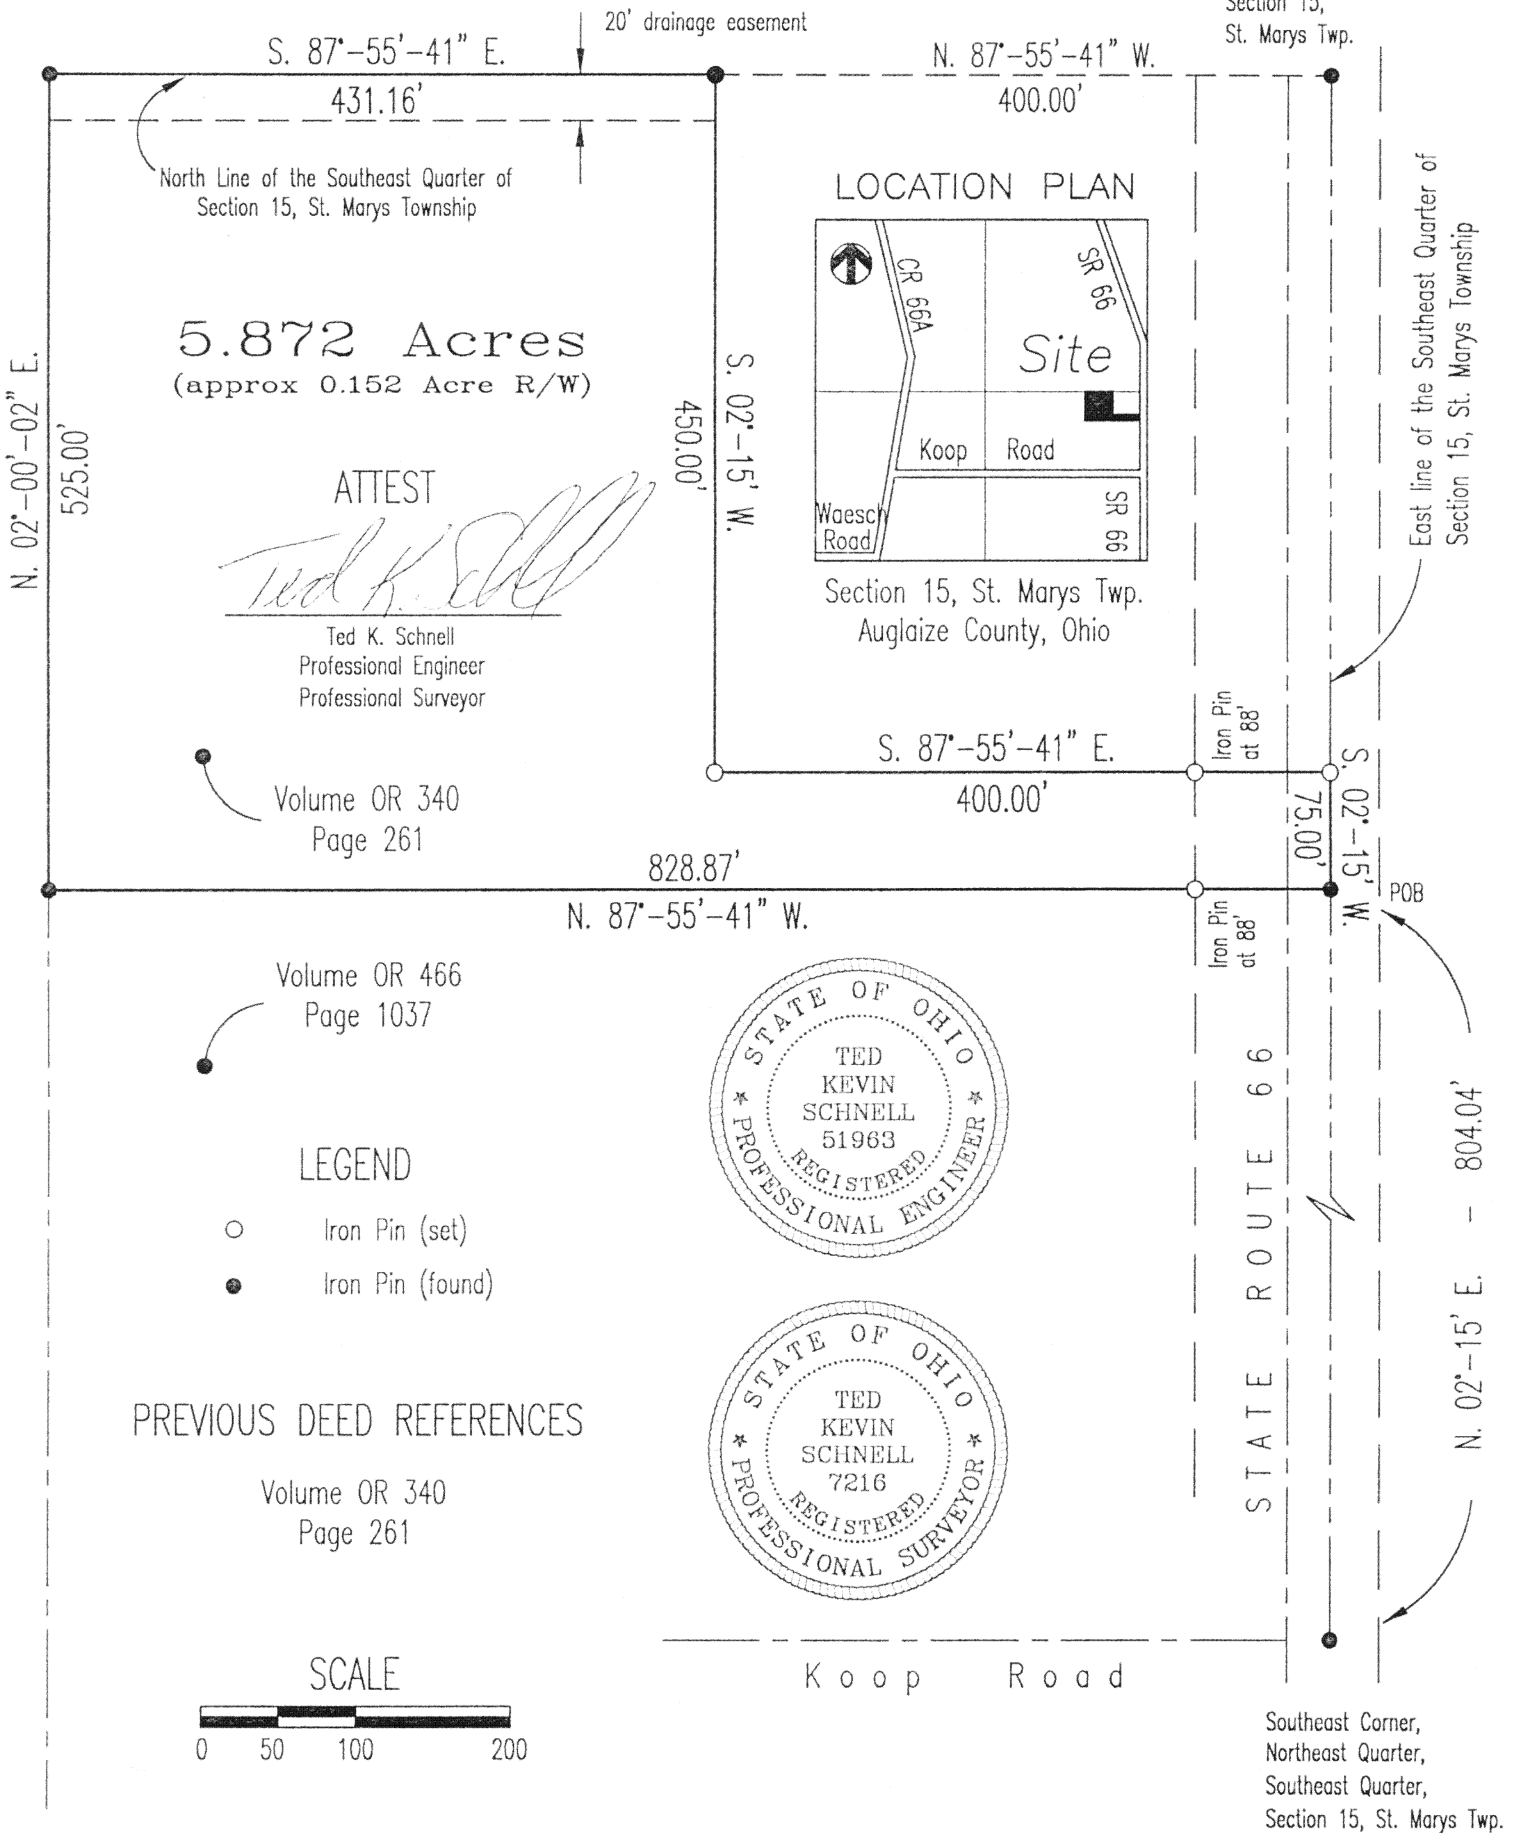 20' drainage easement
Section 15,
St. Marys Twp.
S. 87°-55'-41" E.
431.16'
N. 87°-55'-41" W.
400.00'
North Line of the Southeast Quarter of
Section 15, St. Marys Township
5.872 Acres
(approx 0.152 Acre R/W)
N. 02°-00'-02" E.
525.00'
ATTEST
Ted K. Schnell
Ted K. Schnell
Professional Engineer
Professional Surveyor
S. 02°-15' W.
450.00'
LOCATION PLAN
CR 66A
SR 66
Site
Koop Road
Waesch
Road
SR 66
Section 15, St. Marys Twp.
Auglaize County, Ohio
East line of the Southeast Quarter of
Section 15, St. Marys Township
Iron Pin
at 88'
S. 87°-55'-41" E.
400.00'
S. 02°-15' W.
75.00'
Volume OR 340
Page 261
828.87'
N. 87°-55'-41" W.
POB
Iron Pin
at 88'
Volume OR 466
Page 1037
STATE OF OHIO
TED
KEVIN
SCHNELL
51963
REGISTERED
★ PROFESSIONAL ENGINEER ★
LEGEND
Iron Pin (set)
Iron Pin (found)
STATE ROUTE 66
N. 02°-15' E. - 804.04'
STATE OF OHIO
TED
KEVIN
SCHNELL
7216
REGISTERED
★ PROFESSIONAL SURVEYOR ★
PREVIOUS DEED REFERENCES
Volume OR 340
Page 261
Koop Road
SCALE
0 50 100 200
Southeast Corner,
Northeast Quarter,
Southeast Quarter,
Section 15, St. Marys Twp.